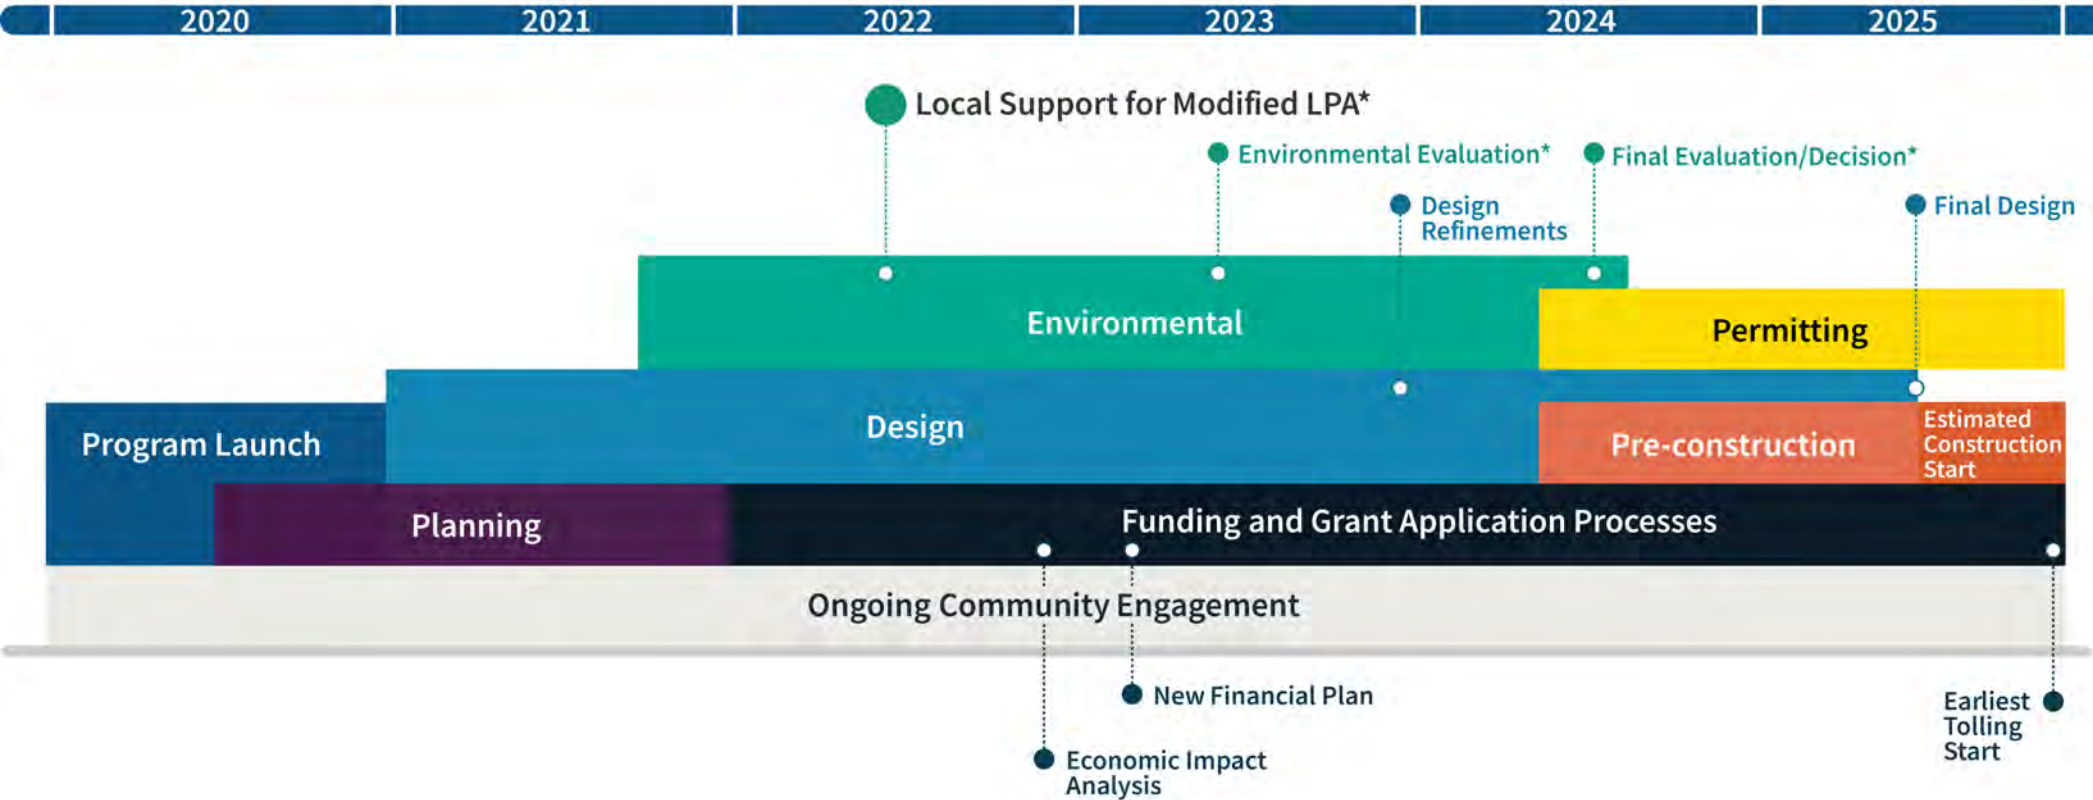 2020 2021 2022 2023 2024 2025
Local Support for Modified LPA*
Environmental Evaluation*
Final Evaluation/Decision*
Design
Refinements
Final Design
Environmental
Permitting
Design
Program Launch
Pre-construction
Estimated
Construction
Start
Planning
Funding and Grant Application Processes
Ongoing Community Engagement
New Financial Plan
Earliest
Tolling
Start
Economic Impact
Analysis